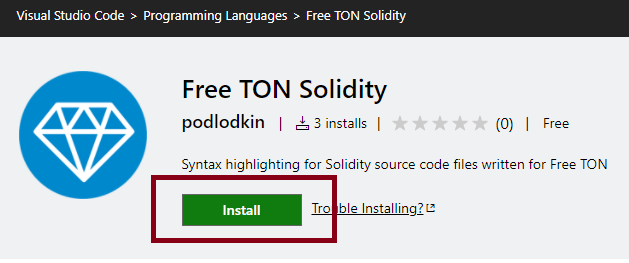 Visual Studio Code > Programming Languages > Free TON Solidity
Free TON Solidity
podlodkin | 3 installs | (0) | Free
Syntax highlighting for Solidity source code files written for Free TON
Install Trouble Installing?